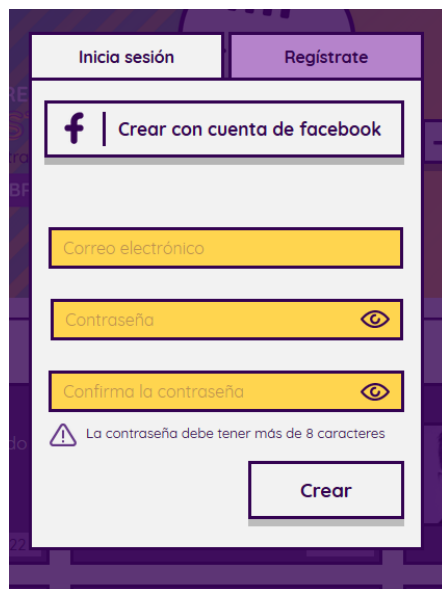 Inicia sesión
Regístrate
Crear con cuenta de facebook
Correo electrónico
Contraseña
Confirma la contraseña
La contraseña debe tener más de 8 caracteres
Crear
22